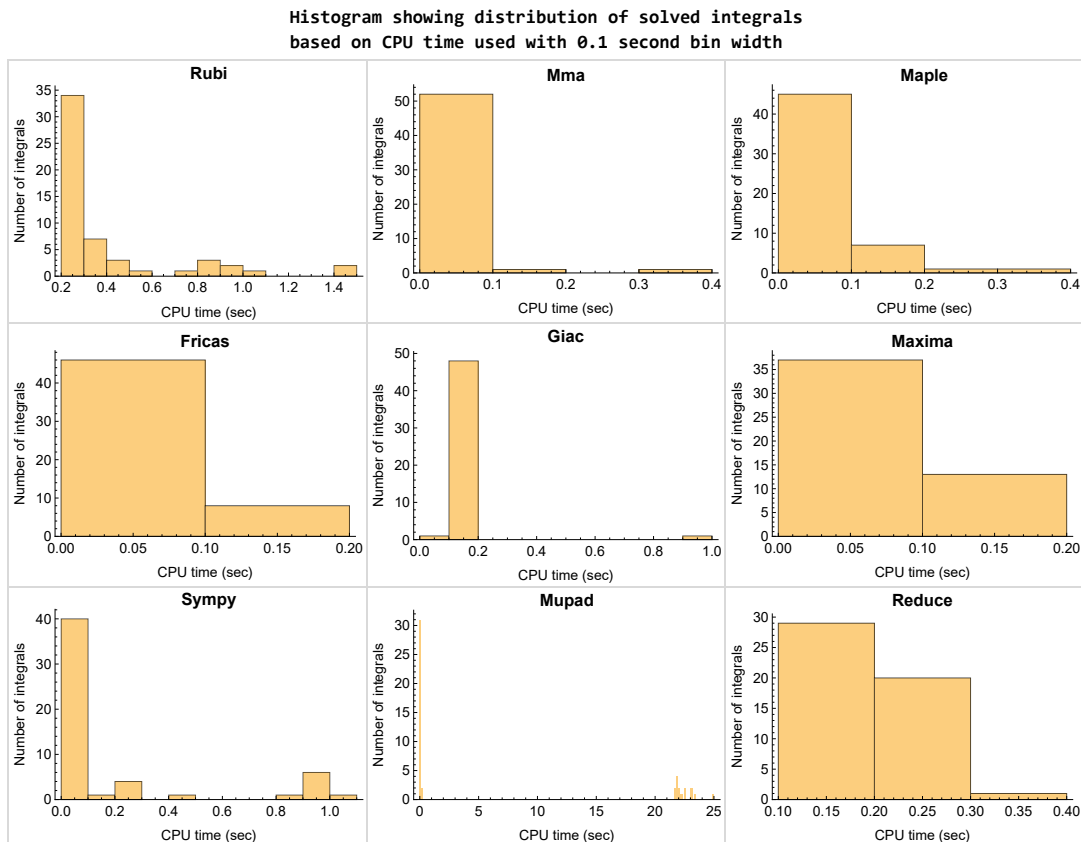 Histogram showing distribution of solved integrals
based on CPU time used with 0.1 second bin width
Rubi
Number of integrals
35
30
25
20
15
10
5
0
0.2 0.4 0.6 0.8 1.0 1.2 1.4
CPU time (sec)
Mma
Number of integrals
50
40
30
20
10
0
0.0 0.1 0.2 0.3 0.4
CPU time (sec)
Maple
Number of integrals
40
30
20
10
0
0.0 0.1 0.2 0.3 0.4
CPU time (sec)
Fricas
Number of integrals
40
30
20
10
0
0.00 0.05 0.10 0.15 0.20
CPU time (sec)
Giac
Number of integrals
50
40
30
20
10
0
0.0 0.2 0.4 0.6 0.8 1.0
CPU time (sec)
Maxima
Number of integrals
35
30
25
20
15
10
5
0
0.00 0.05 0.10 0.15 0.20
CPU time (sec)
Sympy
Number of integrals
40
30
20
10
0
0.0 0.2 0.4 0.6 0.8 1.0
CPU time (sec)
Mupad
Number of integrals
30
25
20
15
10
5
0
0 5 10 15 20 25
CPU time (sec)
Reduce
Number of integrals
30
25
20
15
10
5
0
0.10 0.15 0.20 0.25 0.30 0.35 0.40
CPU time (sec)